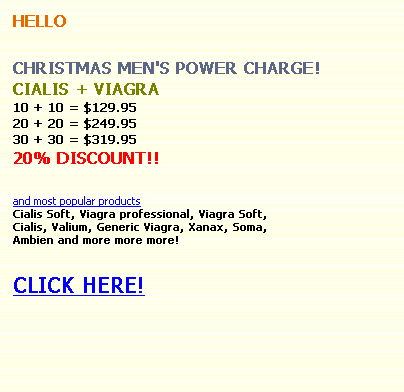 HELLO
CHRISTMAS MEN'S POWER CHARGE!
CIALIS + VIAGRA
10 + 10 = $129.95
20 + 20 = $249.95
30 + 30 = $319.95
20% DISCOUNT!!
and most popular products
Cialis Soft, Viagra professional, Viagra Soft,
Cialis, Valium, Generic Viagra, Xanax, Soma,
Ambien and more more more!
CLICK HERE!